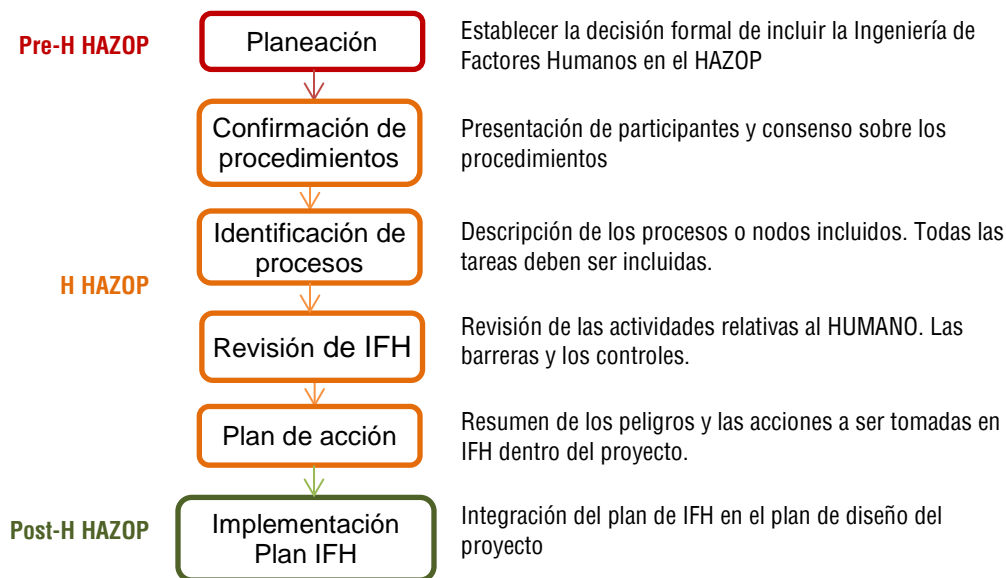 Pre-H HAZOP
Planeación
Establecer la decisión formal de incluir la Ingeniería de
Factores Humanos en el HAZOP
Confirmación de
procedimientos
Presentación de participantes y consenso sobre los
procedimientos
Identificación de
procesos
Descripción de los procesos o nodos incluidos. Todas las
tareas deben ser incluidas.
H HAZOP
Revisión de IFH
Revisión de las actividades relativas al HUMANO. Las
barreras y los controles.
Plan de acción
Resumen de los peligros y las acciones a ser tomadas en
IFH dentro del proyecto.
Post-H HAZOP
Implementación
Plan IFH
Integración del plan de IFH en el plan de diseño del
proyecto